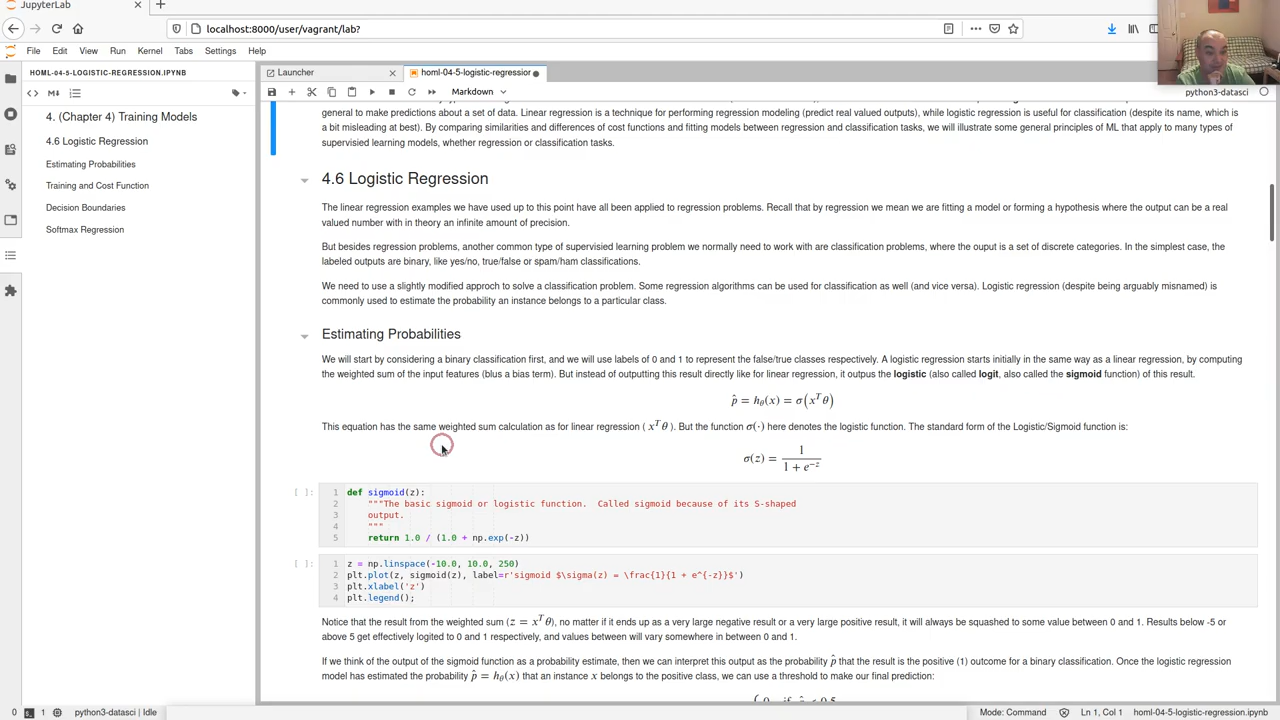 JupyterLab
localhost:8000/user/vagrant/lab?
File Edit View Run Kernel Tabs Settings Help
HOML-04-5-LOGISTIC-REGRESSION.IPYNB
Launcher
homl-04-5-logistic-regression
Markdown
python3-datasci
4. (Chapter 4) Training Models
4.6 Logistic Regression
Estimating Probabilities
Training and Cost Function
Decision Boundaries
Softmax Regression
general to make predictions about a set of data. Linear regression is a technique for performing regression modeling (predict real valued outputs), while logistic regression is useful for classification (despite its name, which is
a bit misleading at best). By comparing similarities and differences of cost functions and fitting models between regression and classification tasks, we will illustrate some general principles of ML that apply to many types of
supervisied learning models, whether regression or classification tasks.
4.6 Logistic Regression
The linear regression examples we have used up to this point have all been applied to regression problems. Recall that by regression we mean we are fitting a model or forming a hypothesis where the output can be a real
valued number with in theory an infinite amount of precision.
But besides regression problems, another common type of supervisied learning problem we normally need to work with are classification problems, where the ouput is a set of discrete categories. In the simplest case, the
labeled outputs are binary, like yes/no, true/false or spam/ham classifications.
We need to use a slightly modified approch to solve a classification problem. Some regression algorithms can be used for classification as well (and vice versa). Logistic regression (despite being arguably misnamed) is
commonly used to estimate the probability an instance belongs to a particular class.
Estimating Probabilities
We will start by considering a binary classification first, and we will use labels of 0 and 1 to represent the false/true classes respectively. A logistic regression starts initially in the same way as a linear regression, by computing
the weighted sum of the input features (blus a bias term). But instead of outputting this result directly like for linear regression, it outpus the logistic (also called logit, also called the sigmoid function) of this result.
p̂ = h_θ(x) = σ(x^T θ)
This equation has the same weighted sum calculation as for linear regression ( x^T θ ). But the function σ(·) here denotes the logistic function. The standard form of the Logistic/Sigmoid function is:
σ(z) = 1 / (1 + e^{-z})
[ ]: 1 def sigmoid(z):
2 """The basic sigmoid or logistic function. Called sigmoid because of its S-shaped
3 output.
4 """
5 return 1.0 / (1.0 + np.exp(-z))
[ ]: 1 z = np.linspace(-10.0, 10.0, 250)
2 plt.plot(z, sigmoid(z), label=r'sigmoid $\sigma(z) = \frac{1}{1 + e^{-z}}$')
3 plt.xlabel('z')
4 plt.legend();
Notice that the result from the weighted sum (z = x^T θ), no matter if it ends up as a very large negative result or a very large positive result, it will always be squashed to some value between 0 and 1. Results below -5 or
above 5 get effectively logited to 0 and 1 respectively, and values between will vary somewhere in between 0 and 1.
If we think of the output of the sigmoid function as a probability estimate, then we can interpret this output as the probability p̂ that the result is the positive (1) outcome for a binary classification. Once the logistic regression
model has estimated the probability p̂ = h_θ(x) that an instance x belongs to the positive class, we can use a threshold to make our final prediction:
0 1 python3-datasci | Idle
Mode: Command Ln 1, Col 1 homl-04-5-logistic-regression.ipynb